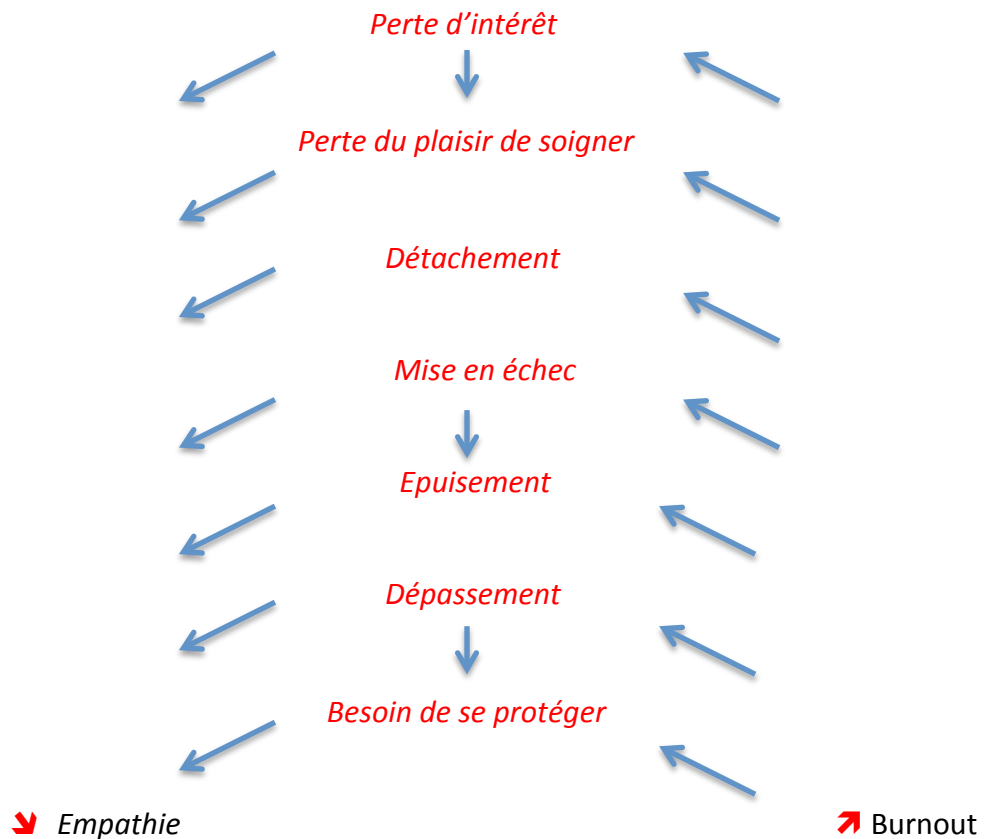 Perte d’intérêt
Perte du plaisir de soigner
Détachement
Mise en échec
Epuisement
Dépassement
Besoin de se protéger
Empathie
Burnout